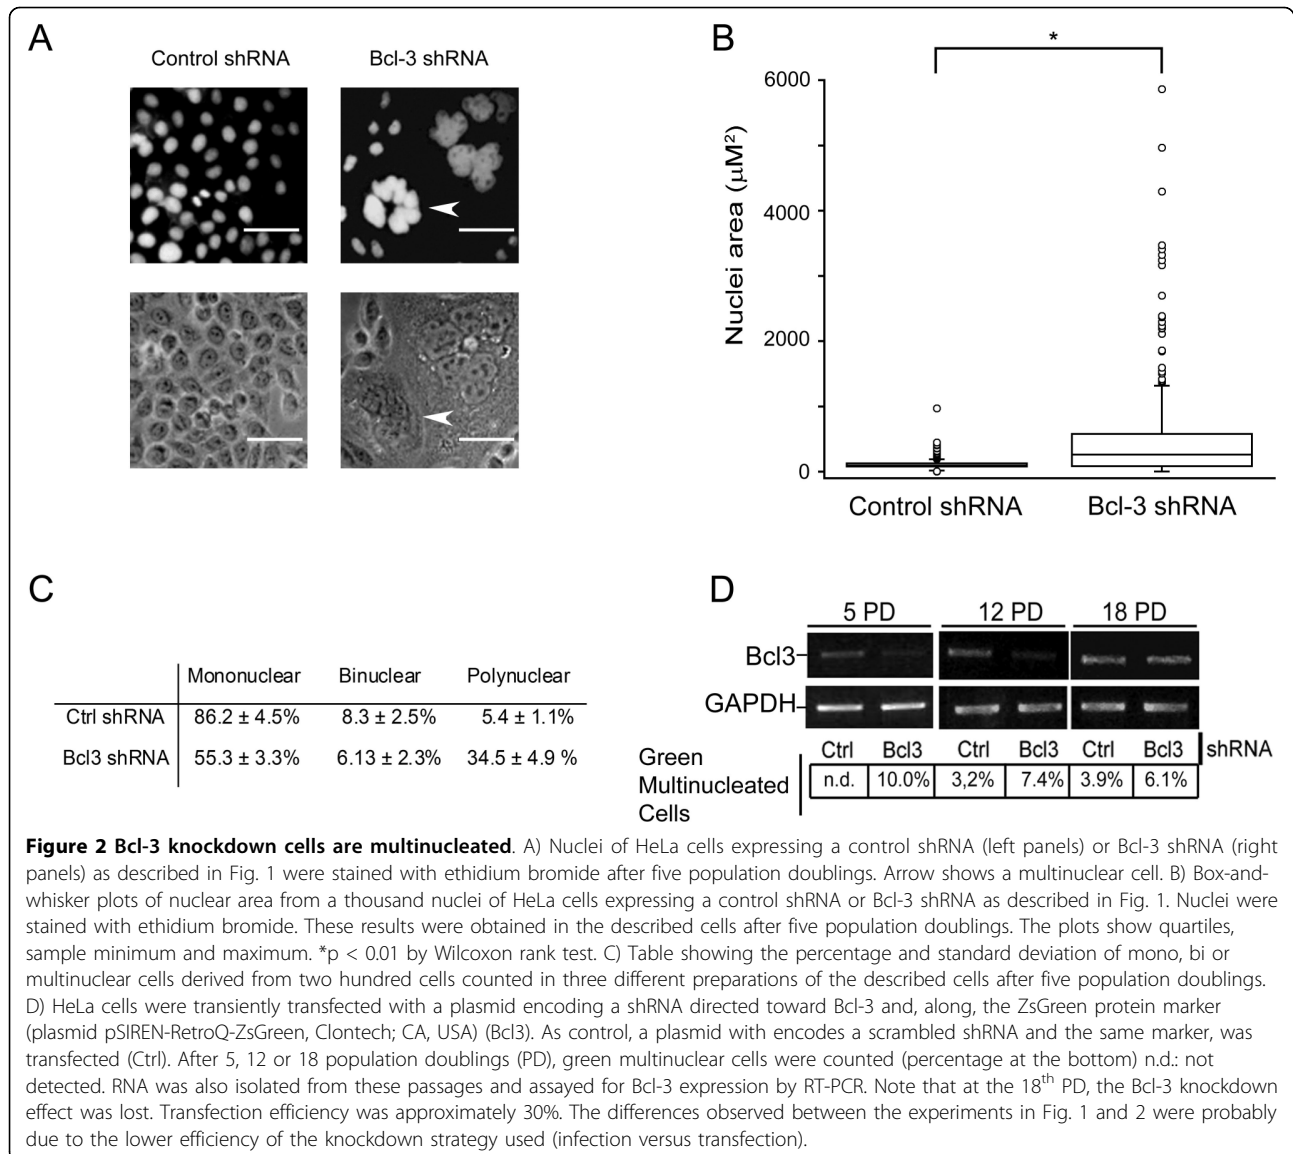 A
Control shRNA
Bcl-3 shRNA
B
*
6000
4000
2000
0
Nuclei area (μM²)
Control shRNA
Bcl-3 shRNA
C
Mononuclear Binuclear Polynuclear
Ctrl shRNA 86.2 ± 4.5% 8.3 ± 2.5% 5.4 ± 1.1%
Bcl3 shRNA 55.3 ± 3.3% 6.13 ± 2.3% 34.5 ± 4.9 %
D
5 PD 12 PD 18 PD
Bcl3
GAPDH
Ctrl Bcl3 Ctrl Bcl3 Ctrl Bcl3 shRNA
Green
Multinucleated
Cells
n.d. 10.0% 3,2% 7.4% 3.9% 6.1%
Figure 2 Bcl-3 knockdown cells are multinucleated. A) Nuclei of HeLa cells expressing a control shRNA (left panels) or Bcl-3 shRNA (right
panels) as described in Fig. 1 were stained with ethidium bromide after five population doublings. Arrow shows a multinuclear cell. B) Box-and-
whisker plots of nuclear area from a thousand nuclei of HeLa cells expressing a control shRNA or Bcl-3 shRNA as described in Fig. 1. Nuclei were
stained with ethidium bromide. These results were obtained in the described cells after five population doublings. The plots show quartiles,
sample minimum and maximum. *p < 0.01 by Wilcoxon rank test. C) Table showing the percentage and standard deviation of mono, bi or
multinuclear cells derived from two hundred cells counted in three different preparations of the described cells after five population doublings.
D) HeLa cells were transiently transfected with a plasmid encoding a shRNA directed toward Bcl-3 and, along, the ZsGreen protein marker
(plasmid pSIREN-RetroQ-ZsGreen, Clontech; CA, USA) (Bcl3). As control, a plasmid with encodes a scrambled shRNA and the same marker, was
transfected (Ctrl). After 5, 12 or 18 population doublings (PD), green multinuclear cells were counted (percentage at the bottom) n.d.: not
detected. RNA was also isolated from these passages and assayed for Bcl-3 expression by RT-PCR. Note that at the 18th PD, the Bcl-3 knockdown
effect was lost. Transfection efficiency was approximately 30%. The differences observed between the experiments in Fig. 1 and 2 were probably
due to the lower efficiency of the knockdown strategy used (infection versus transfection).